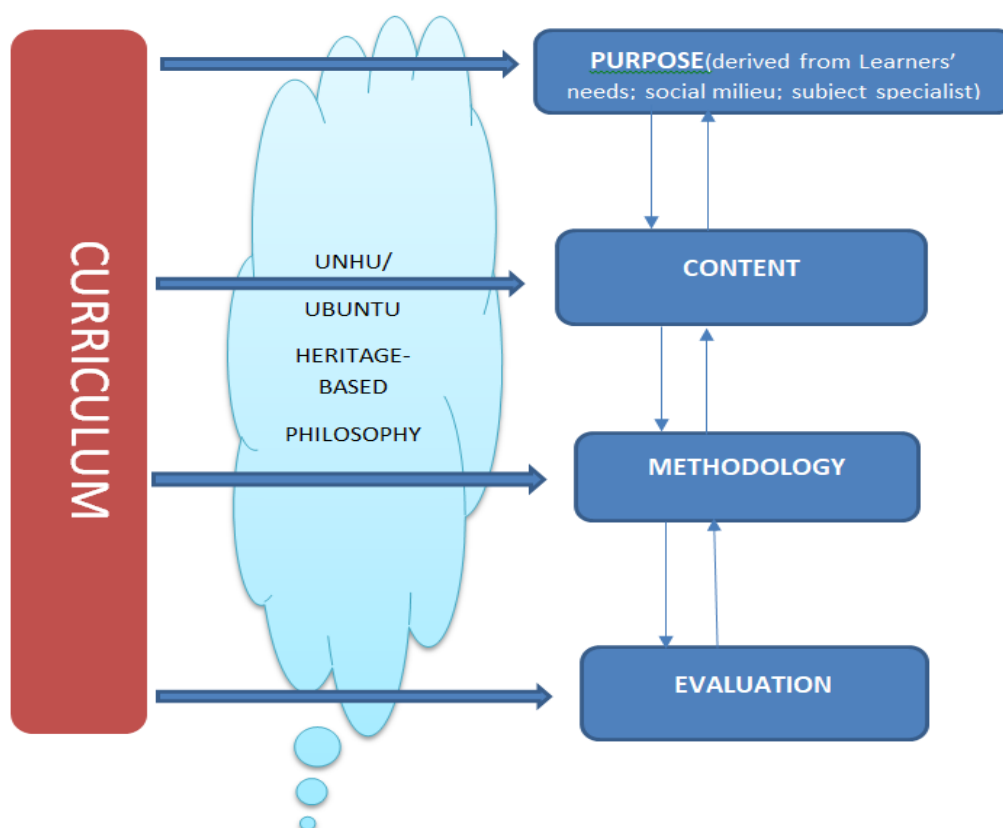 CURRICULUM
PURPOSE(derived from Learners'
needs; social milieu; subject specialist)
UNHU/
UBUNTU
HERITAGE-
BASED
PHILOSOPHY
CONTENT
METHODOLOGY
EVALUATION